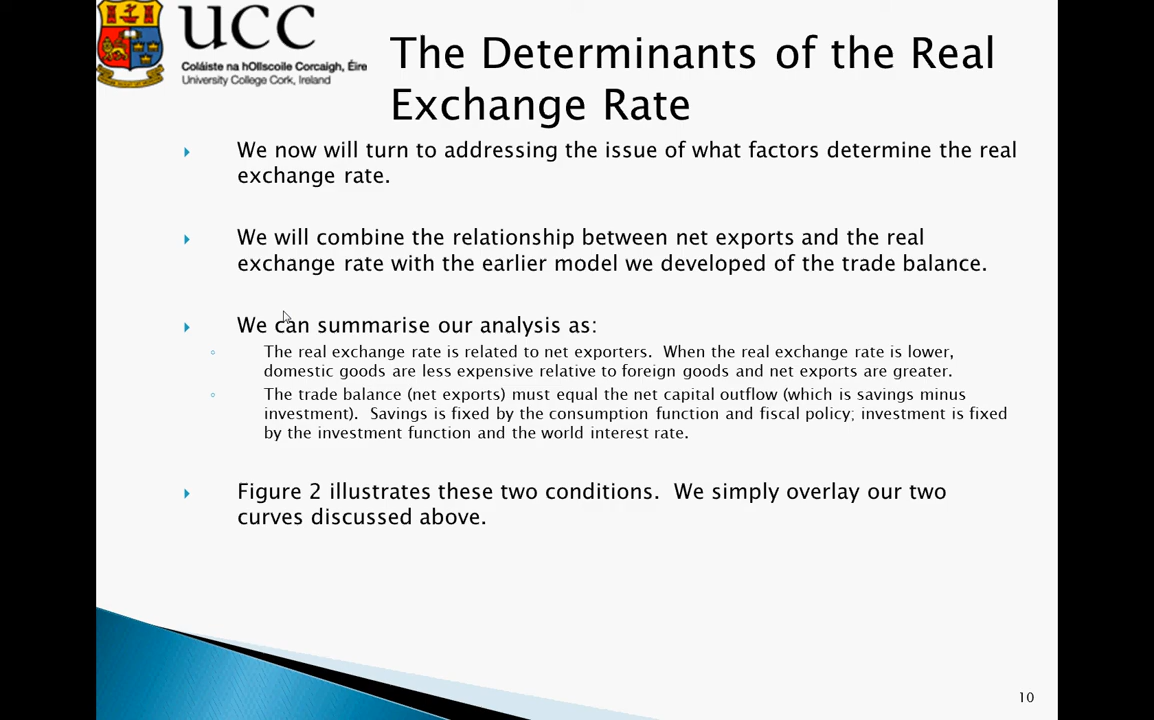 UCC
Coláiste na hOllscoile Corcaigh, Éire
University College Cork, Ireland
The Determinants of the Real
Exchange Rate
We now will turn to addressing the issue of what factors determine the real
exchange rate.
We will combine the relationship between net exports and the real
exchange rate with the earlier model we developed of the trade balance.
We can summarise our analysis as:
The real exchange rate is related to net exporters. When the real exchange rate is lower,
domestic goods are less expensive relative to foreign goods and net exports are greater.
The trade balance (net exports) must equal the net capital outflow (which is savings minus
investment). Savings is fixed by the consumption function and fiscal policy; investment is fixed
by the investment function and the world interest rate.
Figure 2 illustrates these two conditions. We simply overlay our two
curves discussed above.
10